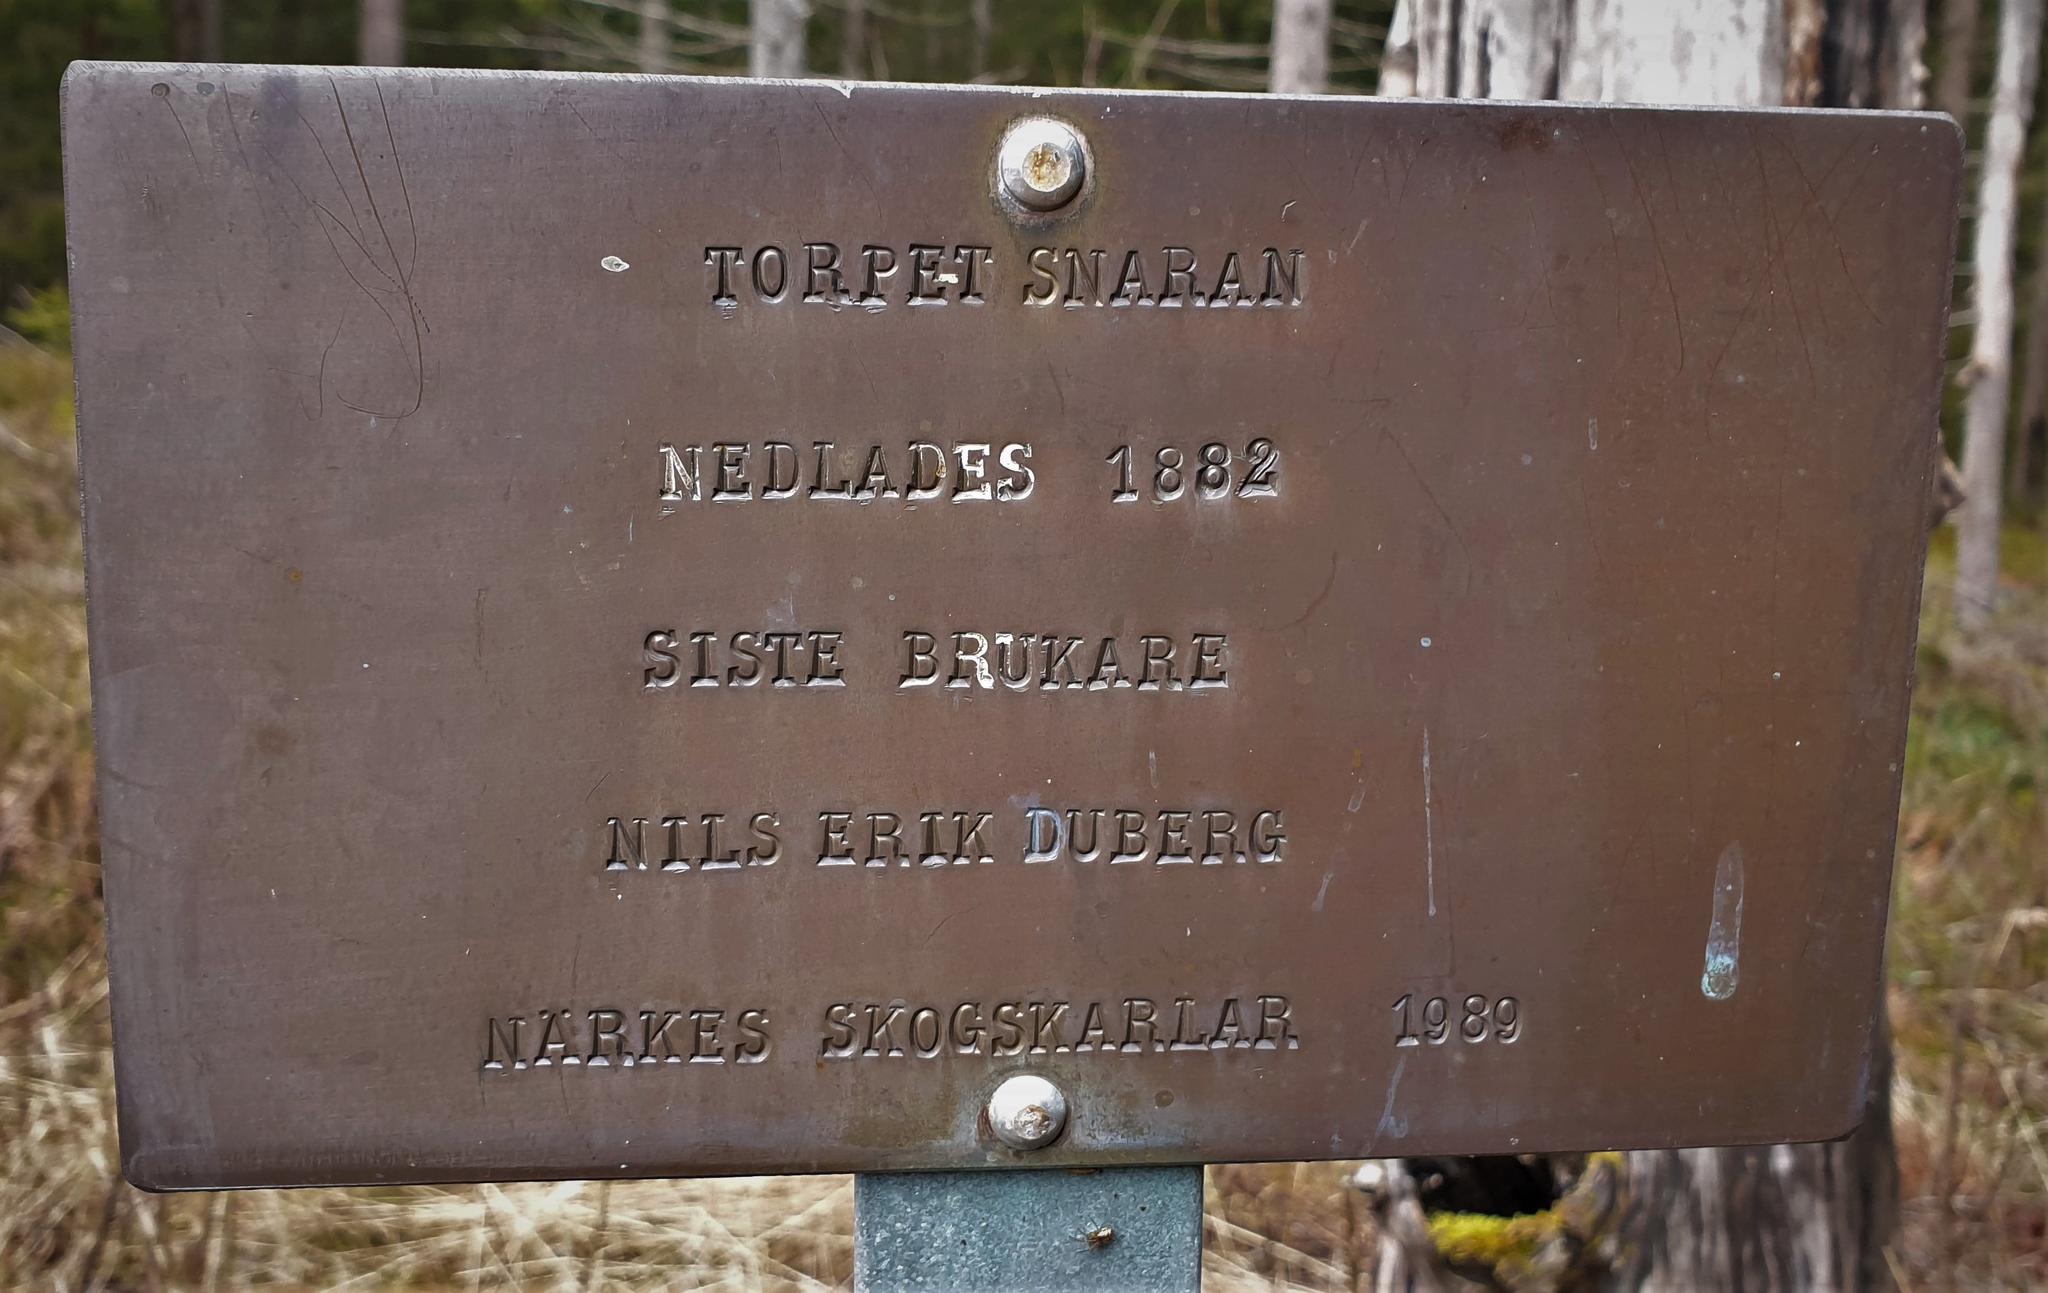 TORPET SNARAN
NEDLADES 1882
SISTE BRUKARE
NILS ERIK DUBERG
NÄRKES SKOGSKARLAR 1989